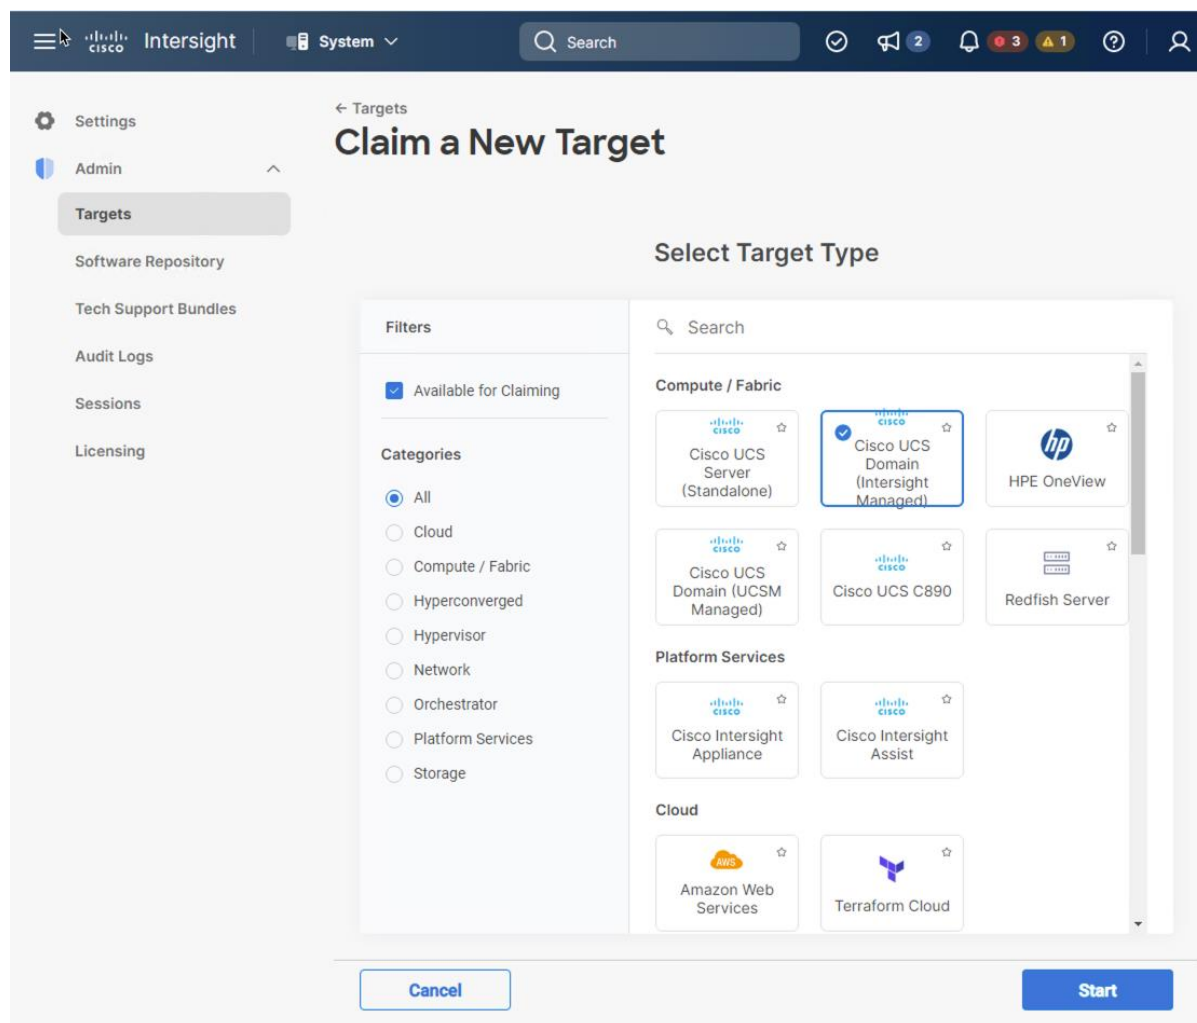 cisco Intersight System Search 2 3 1
Settings
Admin
Targets
Software Repository
Tech Support Bundles
Audit Logs
Sessions
Licensing
← Targets
Claim a New Target
Select Target Type
Filters
Available for Claiming
Categories
All
Cloud
Compute / Fabric
Hyperconverged
Hypervisor
Network
Orchestrator
Platform Services
Storage
Search
Compute / Fabric
cisco
Cisco UCS
Server
(Standalone)
cisco
Cisco UCS
Domain
(Intersight
Managed)
hp
HPE OneView
cisco
Cisco UCS
Domain (UCSM
Managed)
cisco
Cisco UCS C890
Redfish Server
Platform Services
cisco
Cisco Intersight
Appliance
cisco
Cisco Intersight
Assist
Cloud
AWS
Amazon Web
Services
Terraform Cloud
Cancel
Start